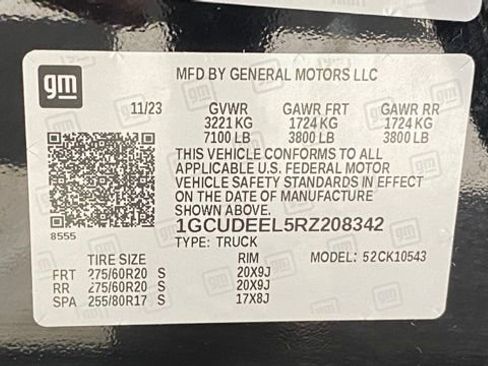 gm
MFD BY GENERAL MOTORS LLC
11/23 GVWR GAWR FRT GAWR RR
3221 KG 1724 KG 1724 KG
7100 LB 3800 LB 3800 LB
THIS VEHICLE CONFORMS TO ALL
APPLICABLE U.S. FEDERAL MOTOR
VEHICLE SAFETY STANDARDS IN EFFECT
ON THE DATE OF MANUFACTURE
SHOWN ABOVE.
8555
1GCUDEEL5RZ208342
TYPE: TRUCK
TIRE SIZE RIM MODEL: 52CK10543
FRT 275/60R20 S 20X9J
RR 275/60R20 S 20X9J
SPA 255/80R17 S 17X8J